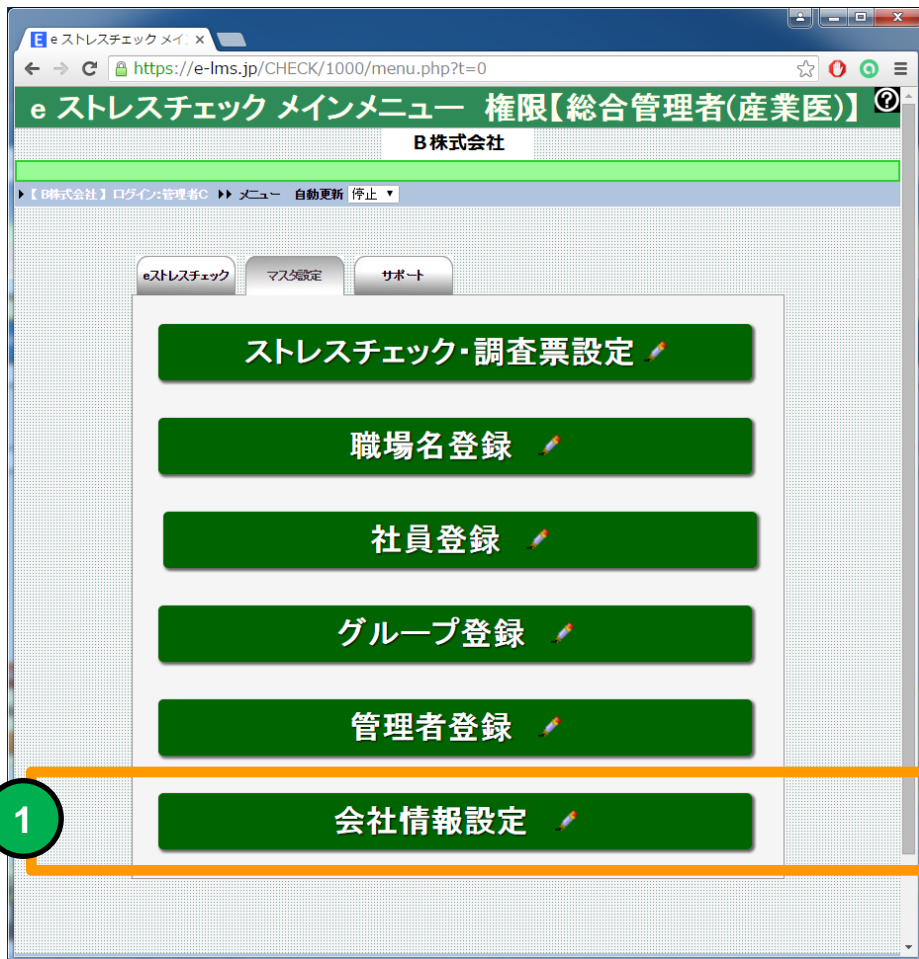 e ストレスチェック メイン
https://e-lms.jp/CHECK/1000/menu.php?t=0
e ストレスチェック メインメニュー 権限【総合管理者(産業医)】
B株式会社
【 B株式会社 】 ログイン:管理者C メニュー 自動更新 停止
eストレスチェック マスタ設定 サポート
ストレスチェック・調査票設定
職場名登録
社員登録
グループ登録
管理者登録
1
会社情報設定